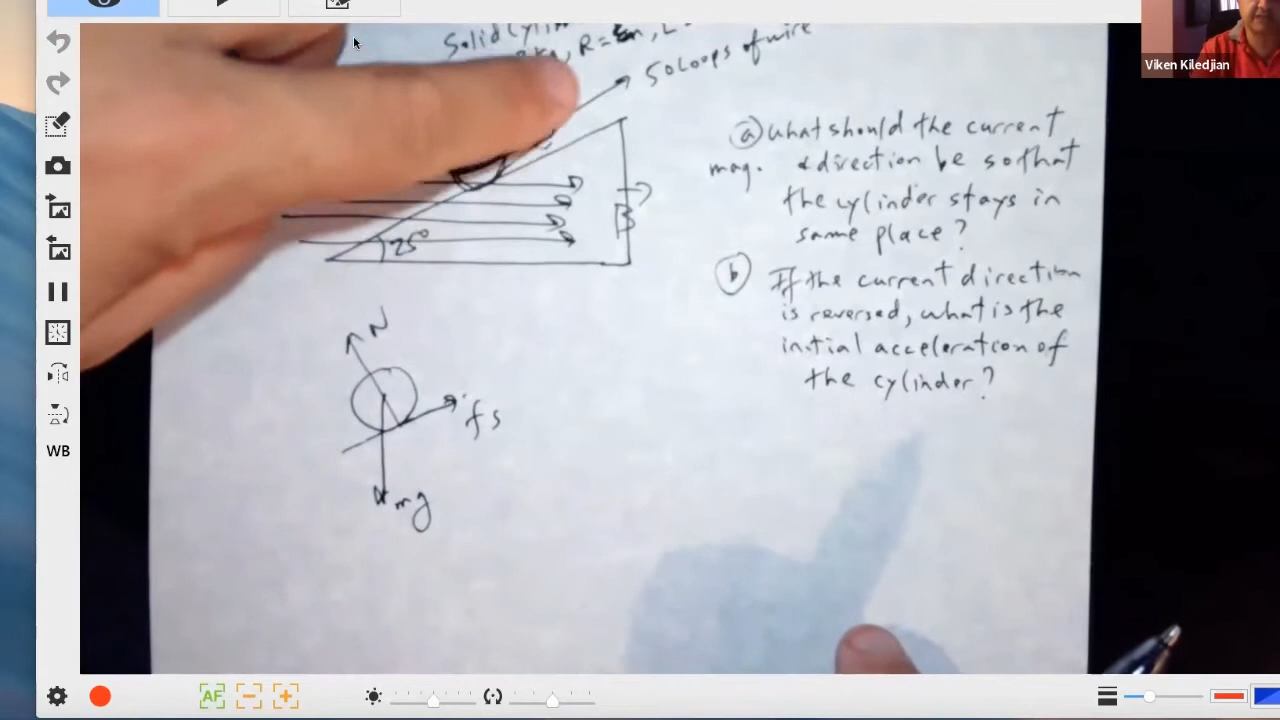 Solid
R=
50 loops of wire
25°
B
N
fs
mg
(a) What should the current
mag. & direction be so that
the cylinder stays in
same place?
(b) If the current direction
is reversed, what is the
initial acceleration of
the cylinder?
Viken Kiledjian
WB
AF